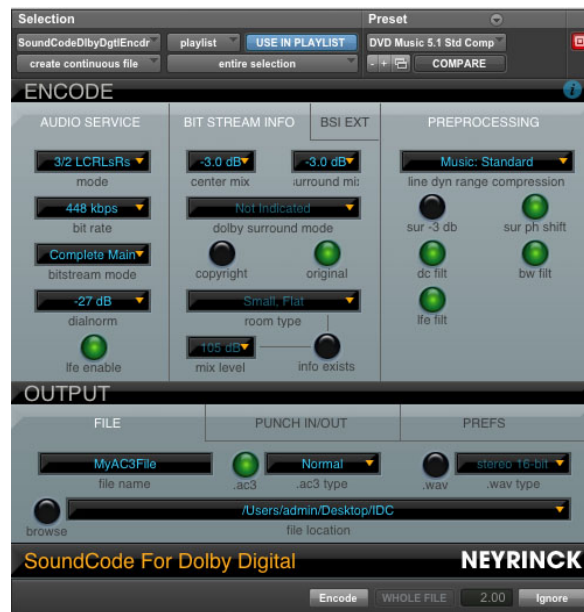 Selection Preset
SoundCodeDlbyDgtlEncdr playlist USE IN PLAYLIST DVD Music 5.1 Std Comp
create continuous file entire selection - + COMPARE
ENCODE i
AUDIO SERVICE BIT STREAM INFO BSI EXT PREPROCESSING
3/2 LCRLsRs -3.0 dB -3.0 dB Music: Standard
mode center mix surround mix line dyn range compression
448 kbps Not Indicated
bit rate dolby surround mode sur -3 db sur ph shift
Complete Main
bitstream mode copyright original dc filt bw filt
-27 dB Small, Flat
dialnorm room type lfe filt
105 dB
lfe enable mix level info exists
OUTPUT
FILE PUNCH IN/OUT PREFS
MyAC3File Normal stereo 16-bit
file name .ac3 .ac3 type .wav .wav type
/Users/admin/Desktop/IDC
browse file location
SoundCode For Dolby Digital NEYRINCK
Encode WHOLE FILE 2.00 Ignore